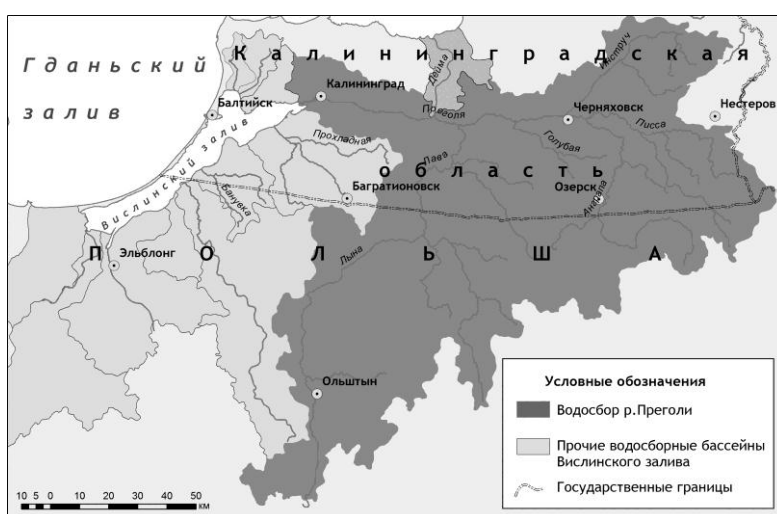 Калининградская
Гданьский
залив
Балтийск
Калининград
Дейма
Инструч
Преголя
Черняховск
Нестеров
Писса
Голубая
Прохладная
Вислинский залив
Лава
область
Банувка
Багратионовск
Озерск
Анграпа
ПОЛЬША
Эльблонг
Лына
Ольштын
Условные обозначения
Водосбор р.Преголи
Прочие водосборные бассейны
Вислинского залива
Государственные границы
10 5 0 10 20 30 40 50
км